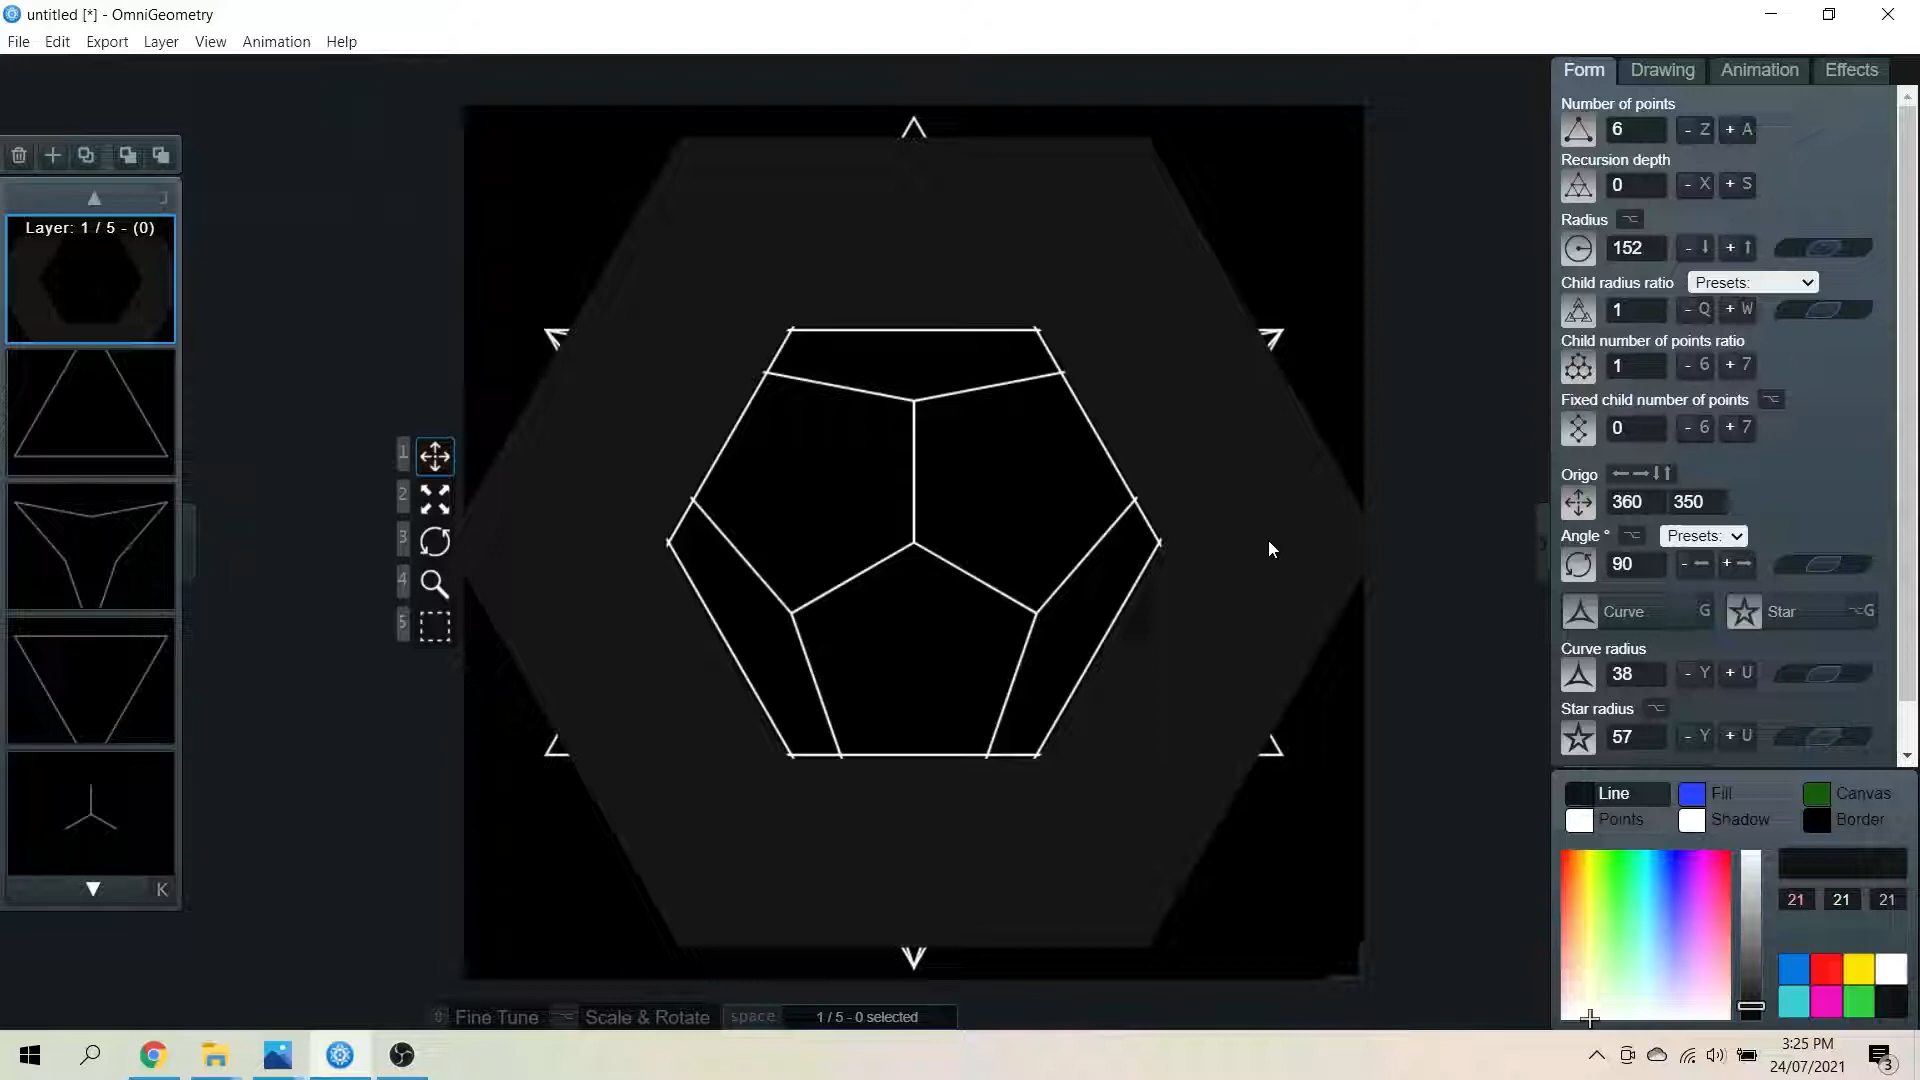 untitled [*] - OmniGeometry
File Edit Export Layer View Animation Help
Form Drawing Animation Effects
Number of points
6 - Z + A
Recursion depth
0 - X + S
Radius
152 - +
Child radius ratio Presets:
1 - Q + W
Child number of points ratio
1 - 6 + 7
Fixed child number of points
0 - 6 + 7
Origo
360 350
Angle ° Presets:
90 - +
Curve G Star G
Curve radius
38 - Y + U
Star radius
57 - Y + U
Line Fill Canvas
Points Shadow Border
21 21 21
J
Layer: 1 / 5 - (0)
K
1
2
3
4
5
Fine Tune Scale & Rotate space 1 / 5 - 0 selected
3:25 PM
24/07/2021
3